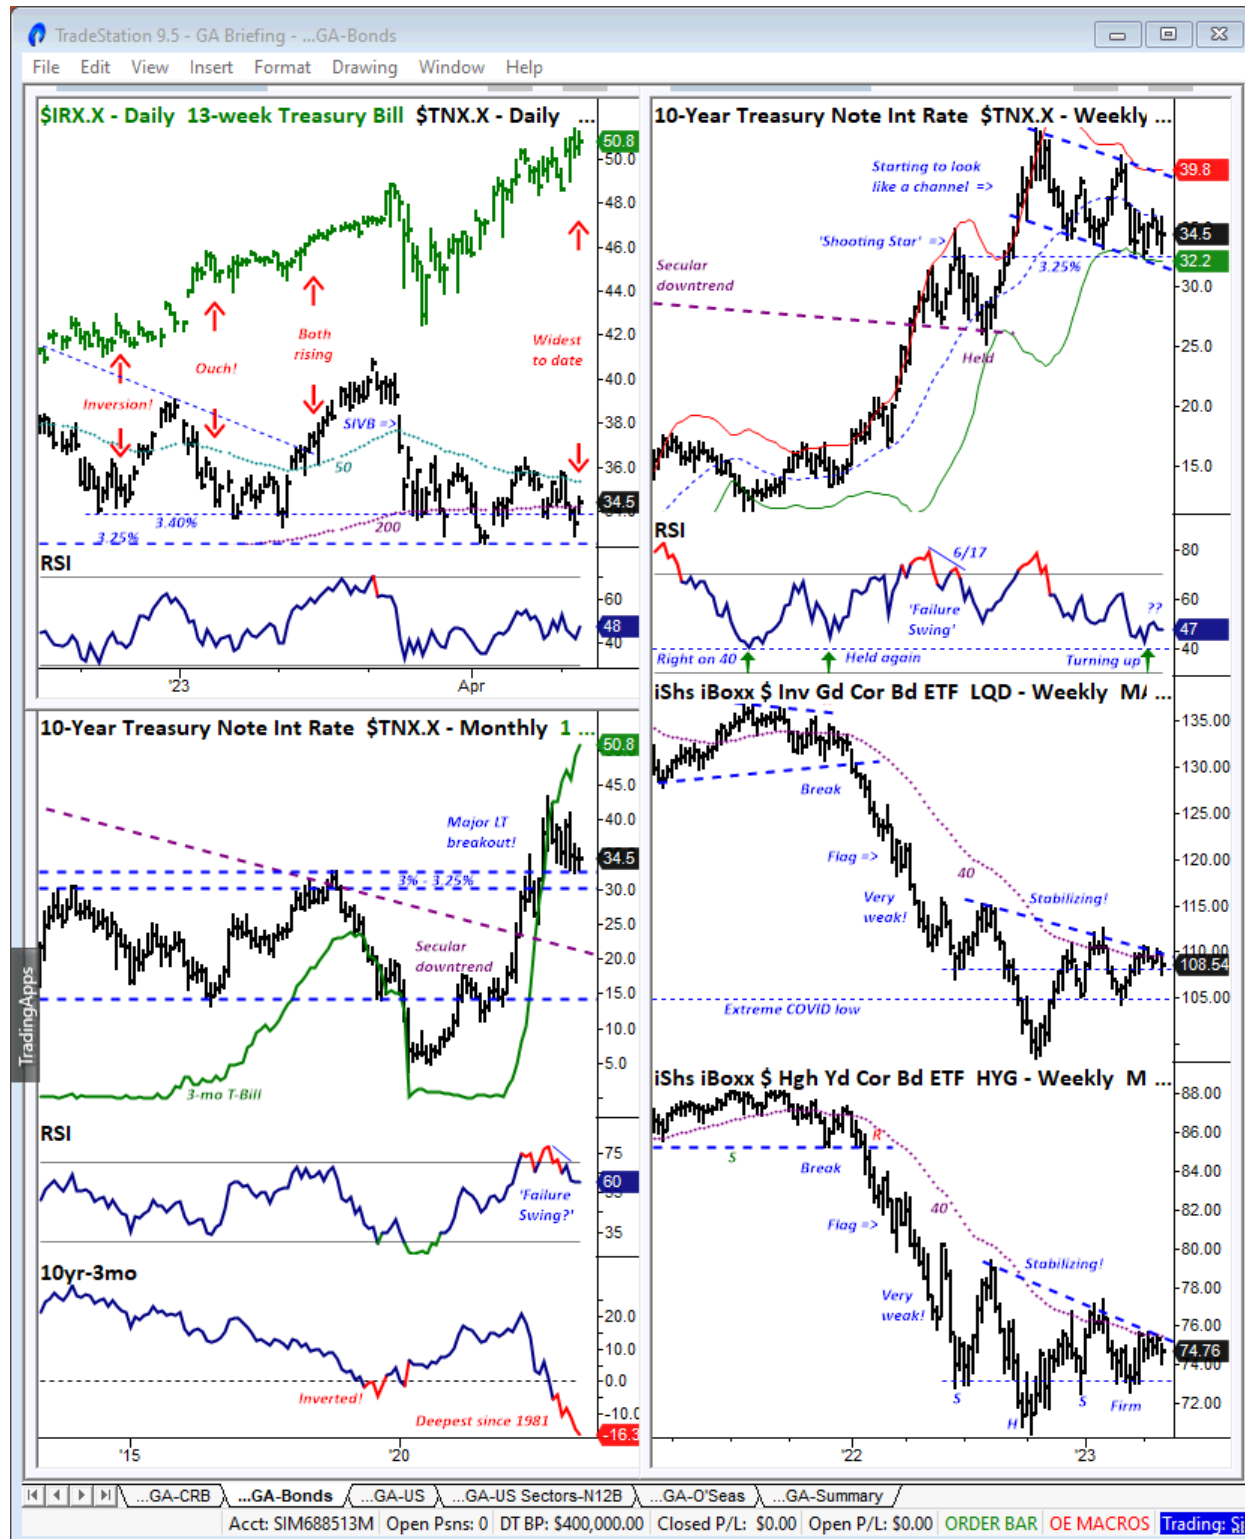 TradeStation 9.5 - GA Briefing - ...GA-Bonds
File Edit View Insert Format Drawing Window Help
$IRX.X - Daily 13-week Treasury Bill $TNX.X - Daily ...
50.8
50.0
48.0
46.0
44.0
42.0
40.0
38.0
36.0
34.5
Inversion!
Ouch!
Both
rising
Widest
to date
SIVB =>
50
3.40%
200
3.25%
RSI
60
48
40
'23
Apr
10-Year Treasury Note Int Rate $TNX.X - Monthly 1 ...
50.8
45.0
40.0
34.5
30.0
25.0
20.0
15.0
10.0
5.0
Major LT
breakout!
3% - 3.25%
Secular
downtrend
3-mo T-Bill
RSI
75
60
35
'Failure
Swing?'
10yr-3mo
20.0
10.0
0.0
-10.0
-16.3
Inverted!
Deepest since 1981
'15
'20
10-Year Treasury Note Int Rate $TNX.X - Weekly ...
Starting to look
like a channel =>
'Shooting Star' =>
Secular
downtrend
3.25%
Held
39.8
34.5
32.2
30.0
25.0
20.0
15.0
RSI
6/17
'Failure
Swing'
??
Right on 40
Held again
Turning up
80
60
47
40
iShs iBoxx $ Inv Gd Cor Bd ETF LQD - Weekly MA ...
135.00
130.00
125.00
120.00
115.00
110.00
108.54
105.00
Break
Flag =>
Very
weak!
40
Stabilizing!
Extreme COVID low
iShs iBoxx $ Hgh Yd Cor Bd ETF HYG - Weekly M ...
88.00
86.00
84.00
82.00
80.00
78.00
76.00
74.76
74.00
72.00
R
S
Break
40
Flag =>
Very
weak!
Stabilizing!
S
H
S
Firm
'22
'23
TradingApps
...GA-CRB ...GA-Bonds ...GA-US ...GA-US Sectors-N12B ...GA-O'Seas ...GA-Summary
Acct: SIM688513M Open Psns: 0 DT BP: $400,000.00 Closed P/L: $0.00 Open P/L: $0.00 ORDER BAR OE MACROS Trading: Si